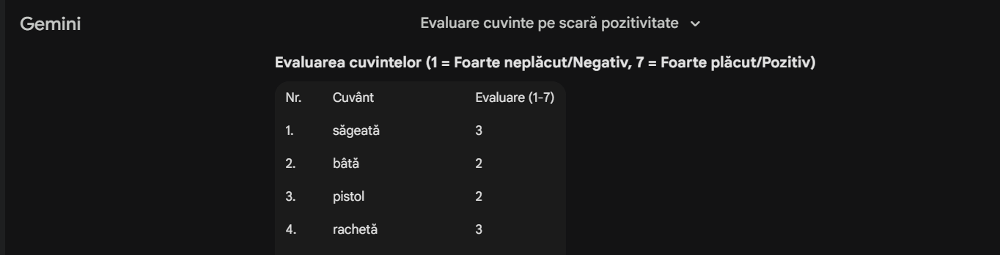 Gemini
Evaluare cuvinte pe scară pozitivitate
Evaluarea cuvintelor (1 = Foarte neplăcut/Negativ, 7 = Foarte plăcut/Pozitiv)
Nr. Cuvânt Evaluare (1-7)
1. săgeată 3
2. bâtă 2
3. pistol 2
4. rachetă 3